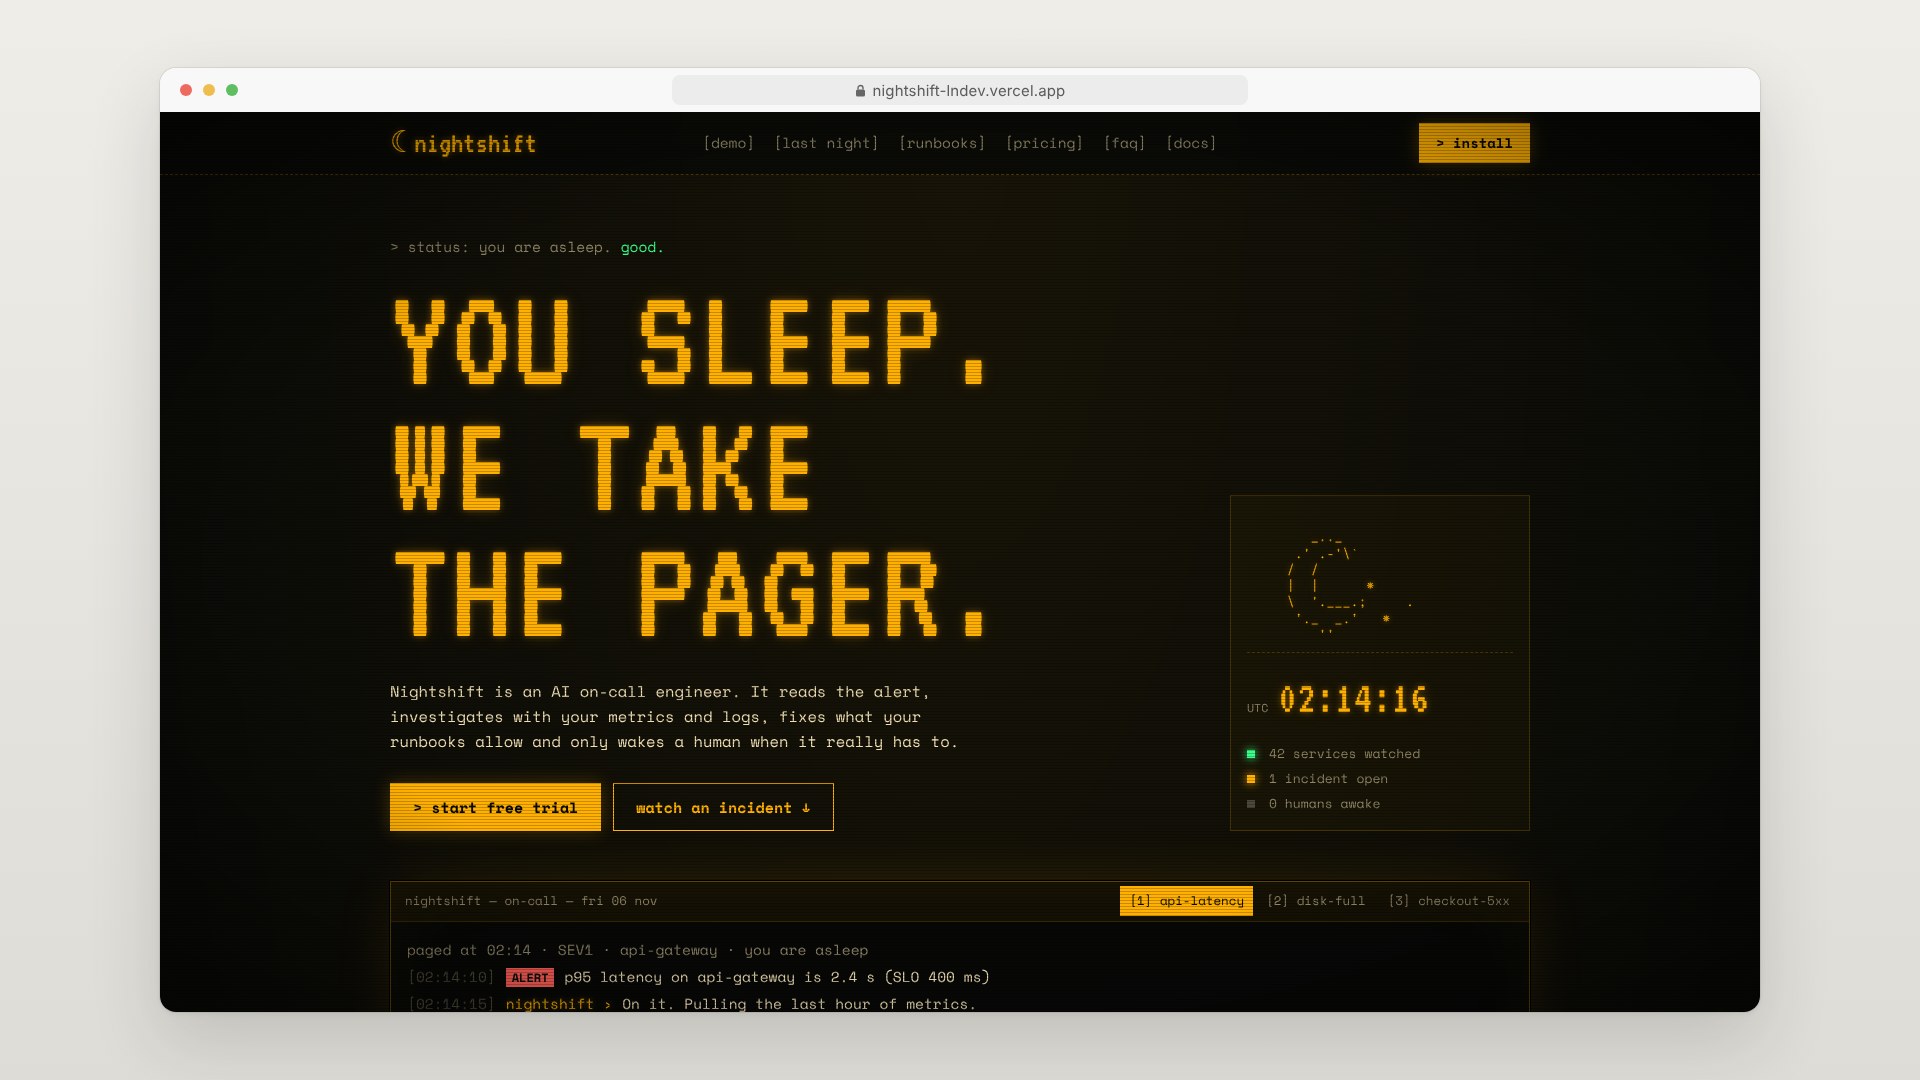 nightshift-lndev.vercel.app
nightshift
[demo] [last night] [runbooks] [pricing] [faq] [docs]
> install
> status: you are asleep. good.
YOU SLEEP.
WE TAKE
THE PAGER.
Nightshift is an AI on-call engineer. It reads the alert,
investigates with your metrics and logs, fixes what your
runbooks allow and only wakes a human when it really has to.
> start free trial
watch an incident ↓
UTC 02:14:16
42 services watched
1 incident open
0 humans awake
nightshift — on-call — fri 06 nov
[1] api-latency [2] disk-full [3] checkout-5xx
paged at 02:14 · SEV1 · api-gateway · you are asleep
[02:14:10] ALERT p95 latency on api-gateway is 2.4 s (SLO 400 ms)
[02:14:15] nightshift › On it. Pulling the last hour of metrics.